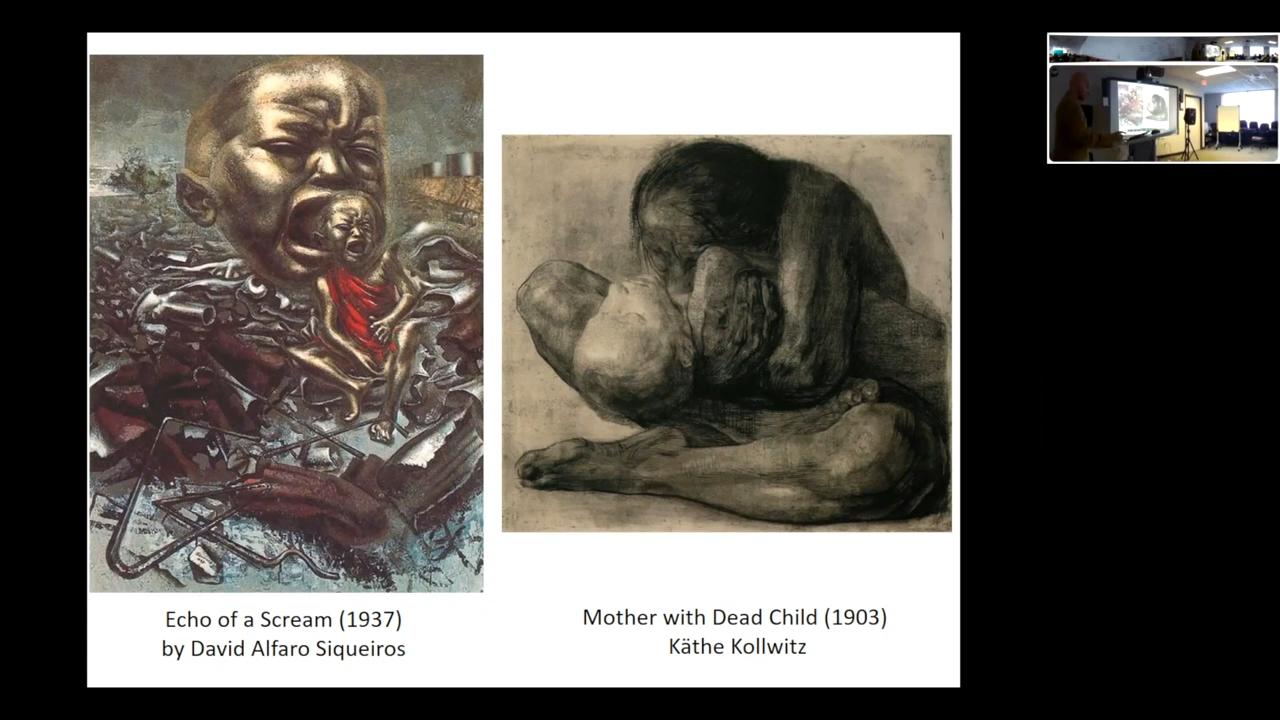 Echo of a Scream (1937)
by David Alfaro Siqueiros
Mother with Dead Child (1903)
Käthe Kollwitz